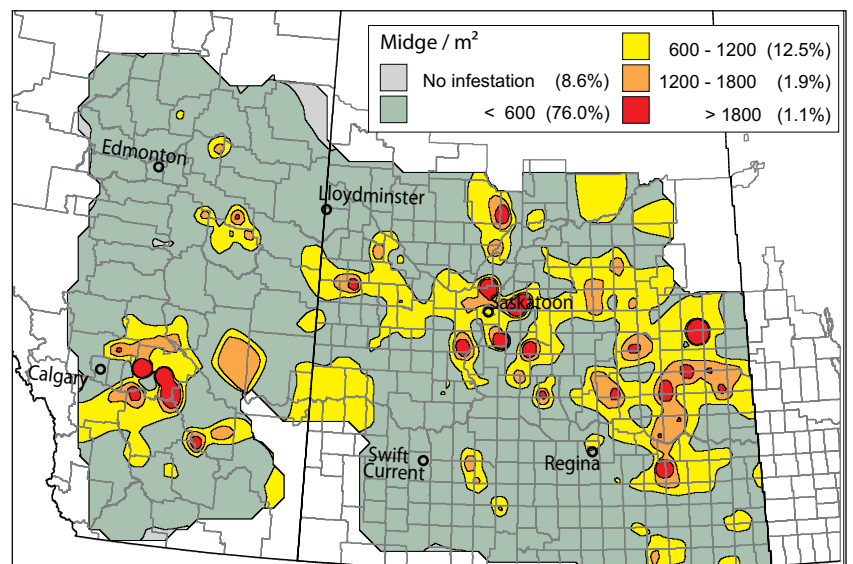 Midge / m²
No infestation (8.6%)
< 600 (76.0%)
600 - 1200 (12.5%)
1200 - 1800 (1.9%)
> 1800 (1.1%)
Edmonton
Lloydminster
Saskatoon
Calgary
Swift
Current
Regina